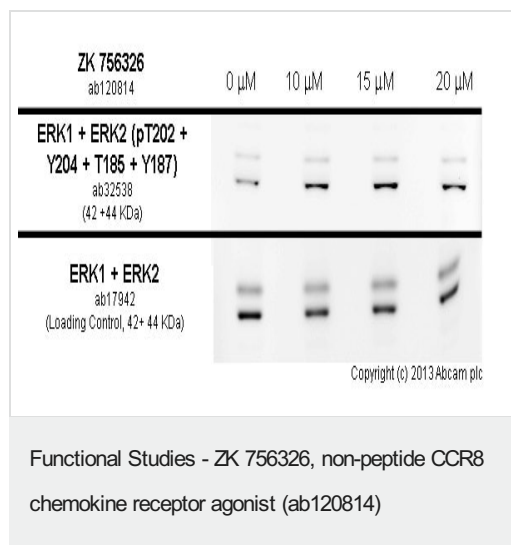 ZK 756326
ab120814
0 µM 10 µM 15 µM 20 µM
ERK1 + ERK2 (pT202 +
Y204 + T185 + Y187)
ab32538
(42 +44 KDa)
ERK1 + ERK2
ab17942
(Loading Control, 42+ 44 KDa)
Copyright (c) 2013 Abcam plc
Functional Studies - ZK 756326, non-peptide CCR8
chemokine receptor agonist (ab120814)